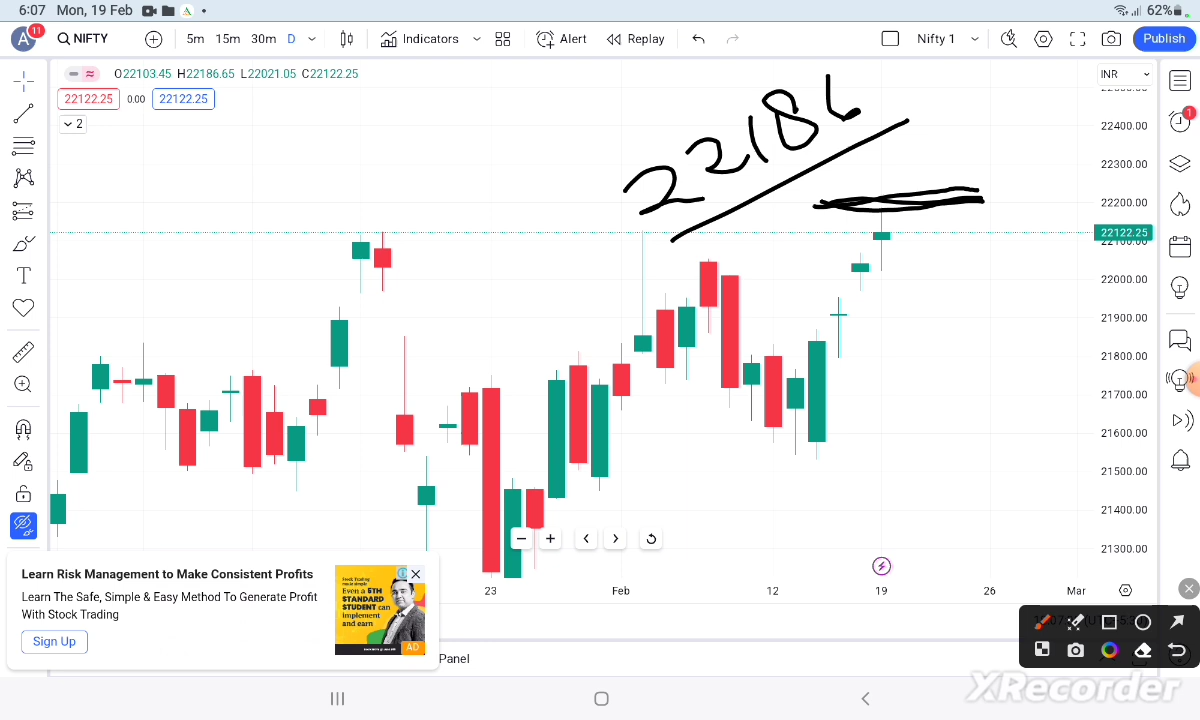 6:07 Mon, 19 Feb
62%
A 11 NIFTY 5m 15m 30m D Indicators Alert Replay Nifty 1 Publish
O22103.45 H22186.65 L22021.05 C22122.25
INR
22122.25 0.00 22122.25
2
22186
22400.00
22300.00
22200.00
22122.25
22100.00
22000.00
21900.00
21800.00
21700.00
21600.00
21500.00
21400.00
21300.00
1
T
23 Feb 12 19 26 Mar
Learn Risk Management to Make Consistent Profits
Learn The Safe, Simple & Easy Method To Generate Profit
With Stock Trading
Sign Up
Even a 5TH
STANDARD
STUDENT can
implement
and earn
AD
Panel
XRecorder